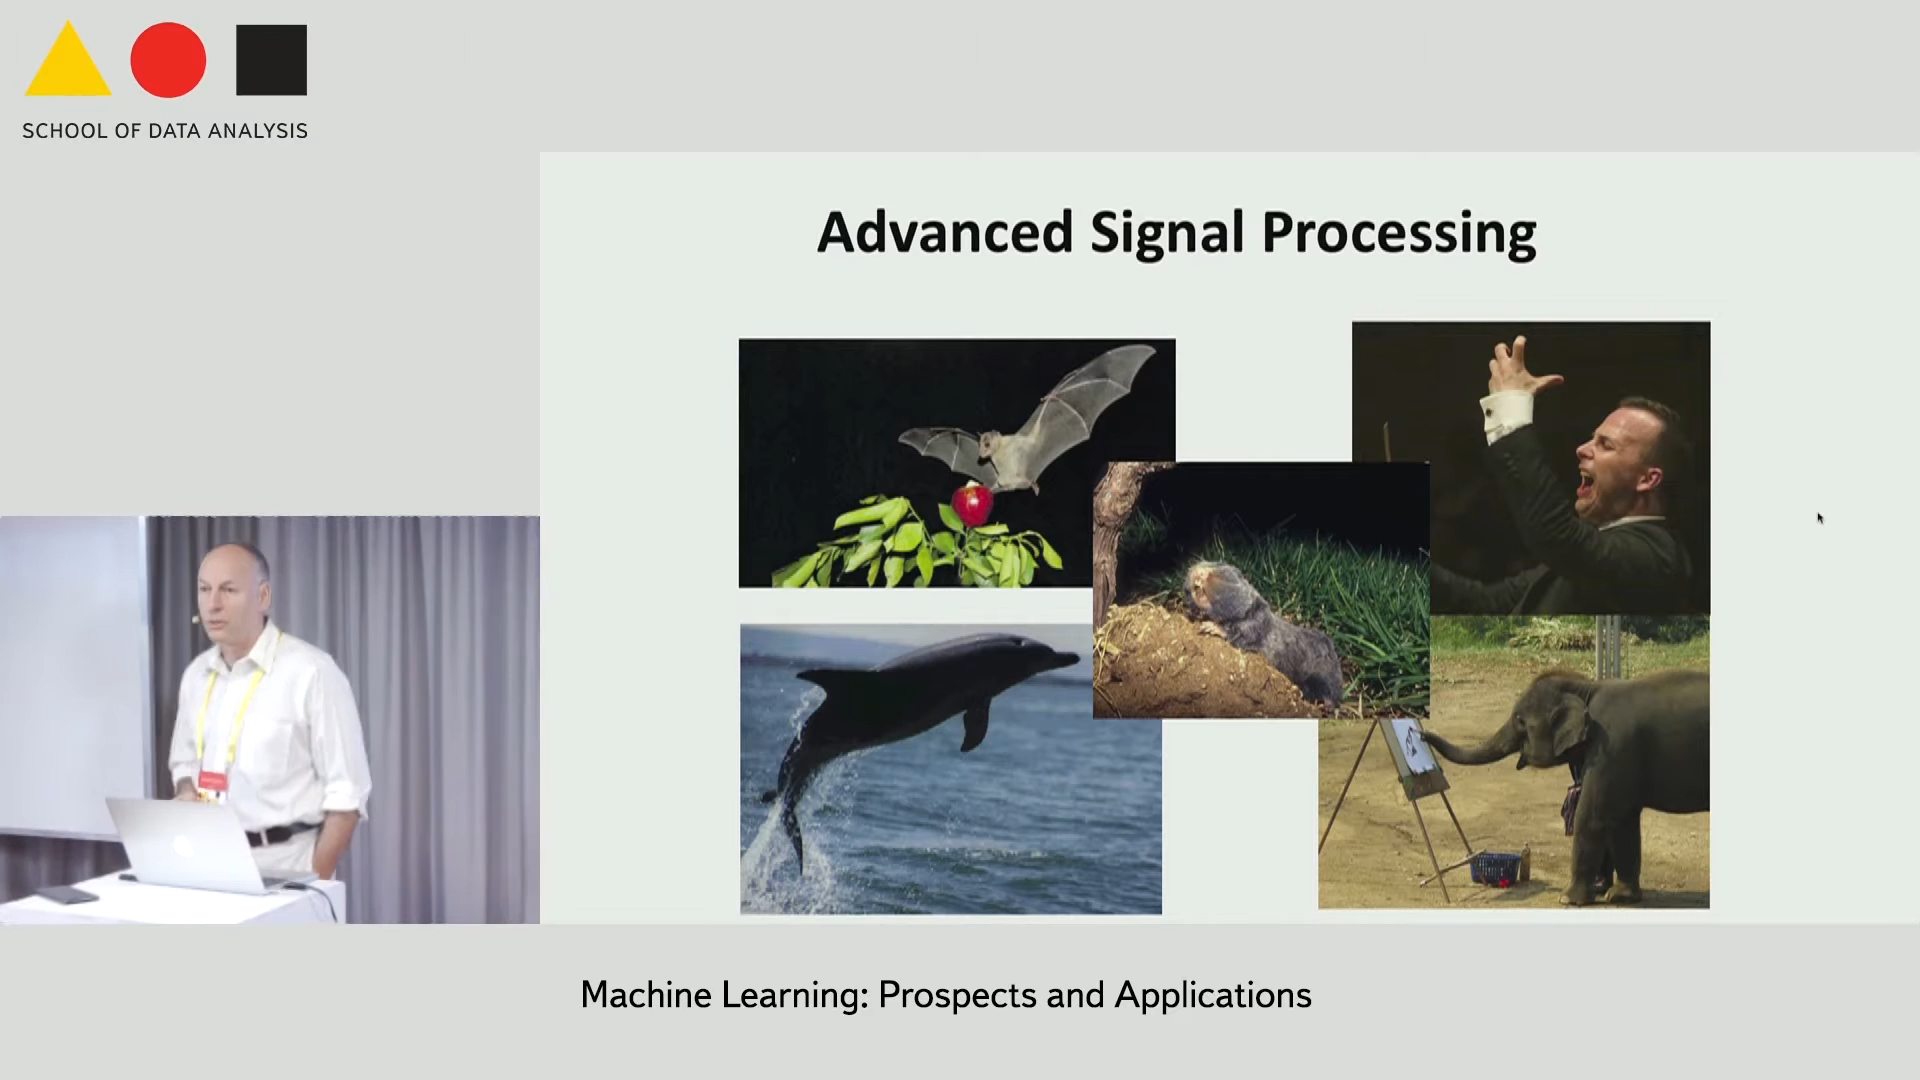 SCHOOL OF DATA ANALYSIS
Advanced Signal Processing
Machine Learning: Prospects and Applications